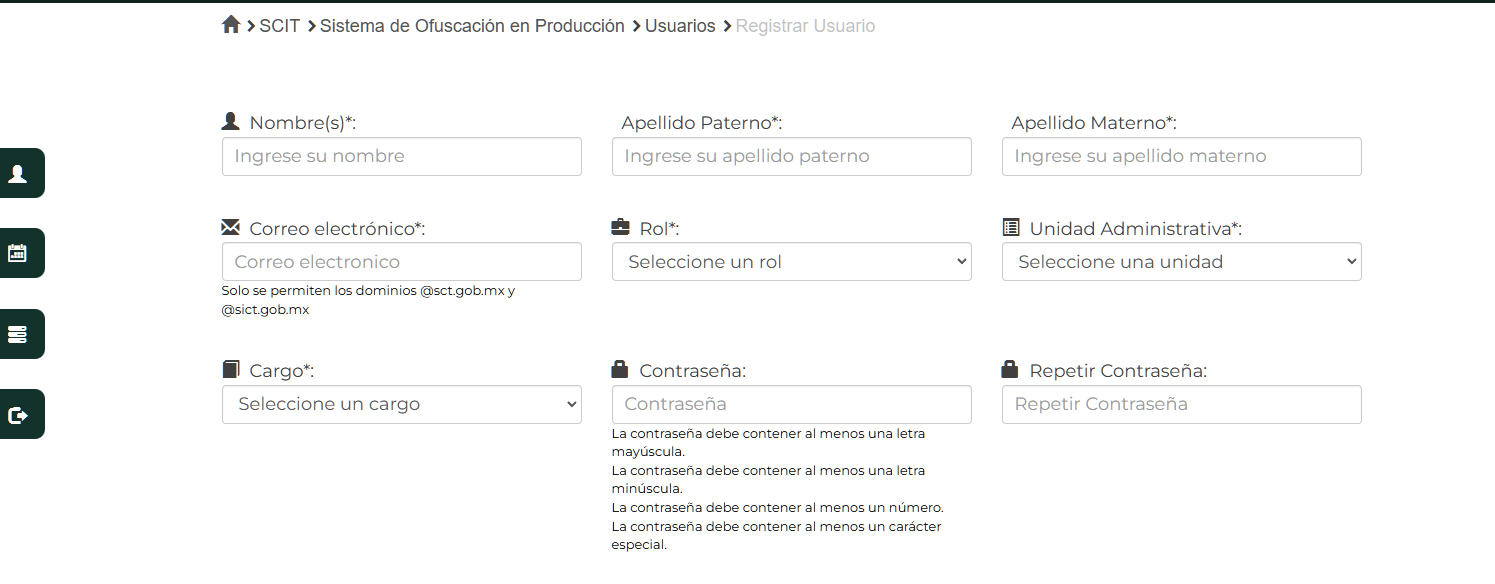 SCIT Sistema de Ofuscación en Producción Usuarios Registrar Usuario
Nombre(s)*: Apellido Paterno*: Apellido Materno*:
Ingrese su nombre Ingrese su apellido paterno Ingrese su apellido materno
Correo electrónico*: Rol*: Unidad Administrativa*:
Correo electronico Seleccione un rol Seleccione una unidad
Solo se permiten los dominios @sct.gob.mx y
@sict.gob.mx
Cargo*: Contraseña: Repetir Contraseña:
Seleccione un cargo Contraseña Repetir Contraseña
La contraseña debe contener al menos una letra
mayúscula.
La contraseña debe contener al menos una letra
minúscula.
La contraseña debe contener al menos un número.
La contraseña debe contener al menos un carácter
especial.